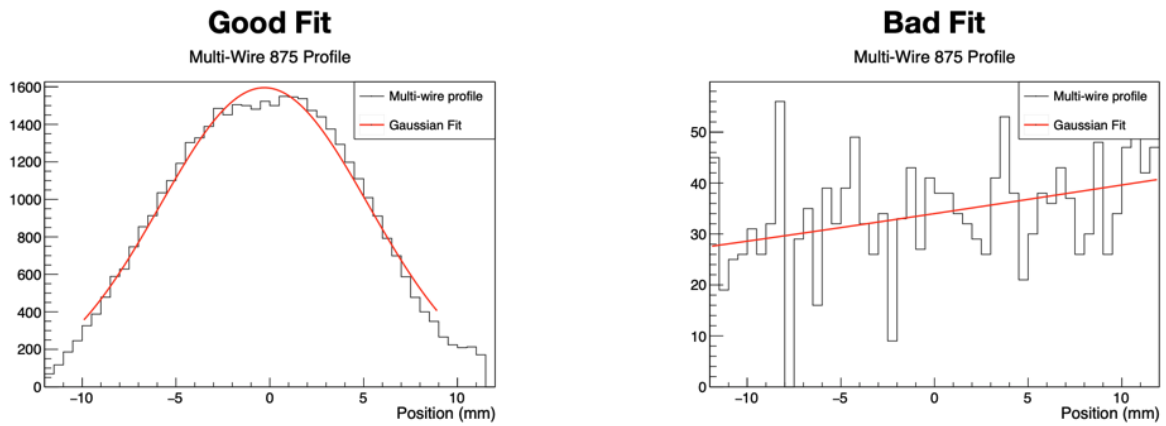 Good Fit
Multi-Wire 875 Profile
Multi-wire profile
Gaussian Fit
1600
1400
1200
1000
800
600
400
200
0
−10 −5 0 5 10
Position (mm)
Bad Fit
Multi-Wire 875 Profile
Multi-wire profile
Gaussian Fit
50
40
30
20
10
0
−10 −5 0 5 10
Position (mm)